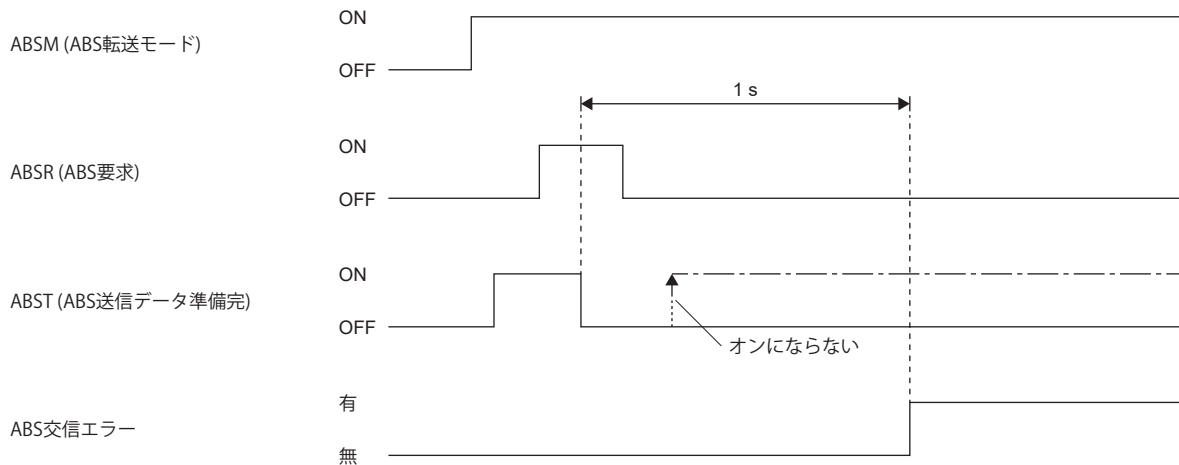 ON
ABSM (ABS転送モード)
OFF
1 s
ON
ABSR (ABS要求)
OFF
ON
ABST (ABS送信データ準備完)
OFF
オンにならない
有
ABS交信エラー
無